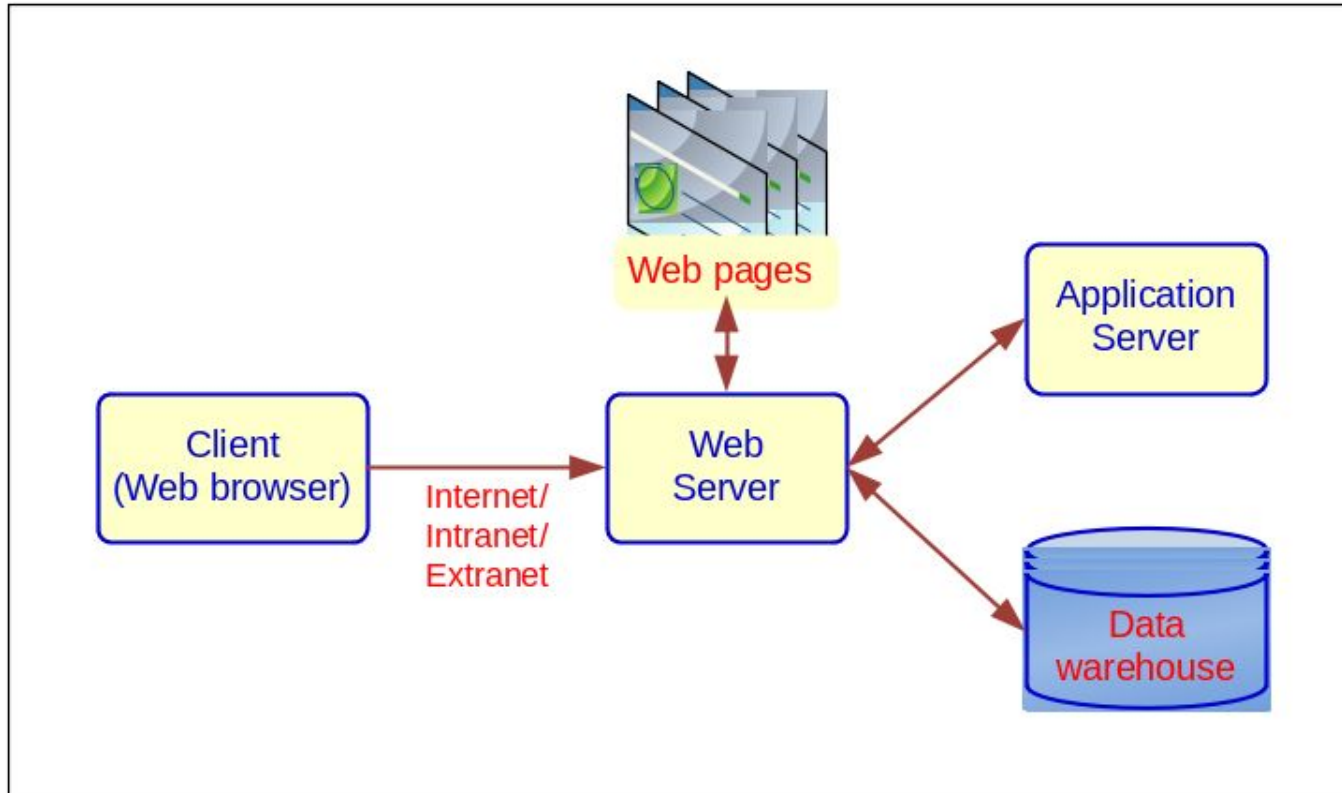 Web pages
Application
Server
Client
(Web browser)
Web
Server
Internet/
Intranet/
Extranet
Data
warehouse